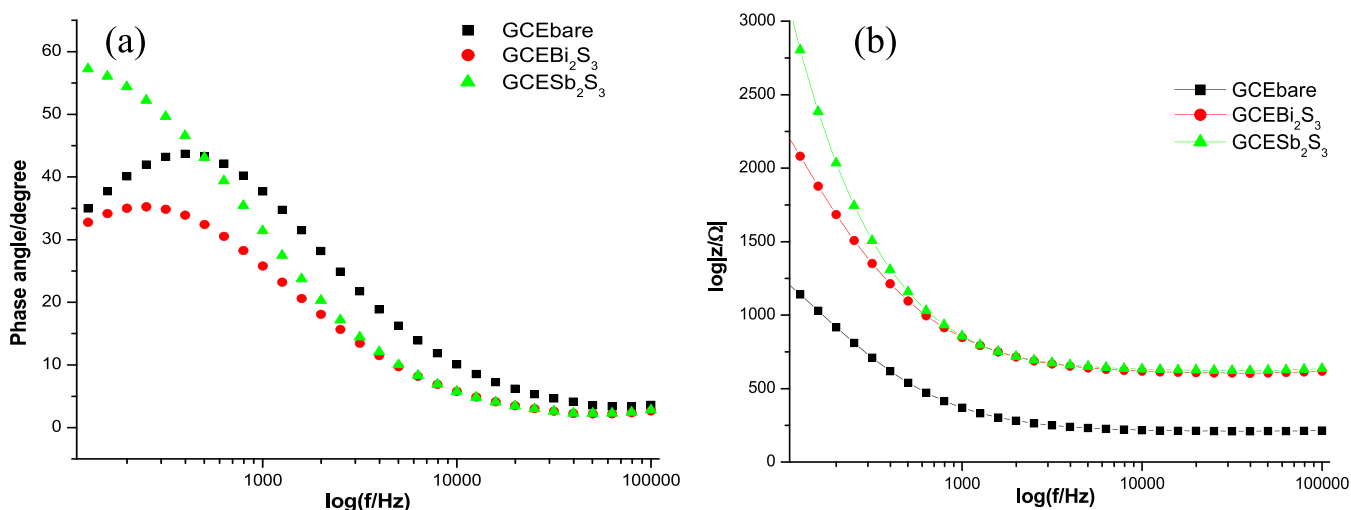 (a)
GCEbare
GCEBi₂S₃
GCESb₂S₃
60
50
40
30
20
10
0
Phase angle/degree
1000 10000 100000
log(f/Hz)
(b)
GCEbare
GCEBi₂S₃
GCESb₂S₃
3000
2500
2000
1500
1000
500
0
log|z/Ω|
1000 10000 100000
log(f/Hz)